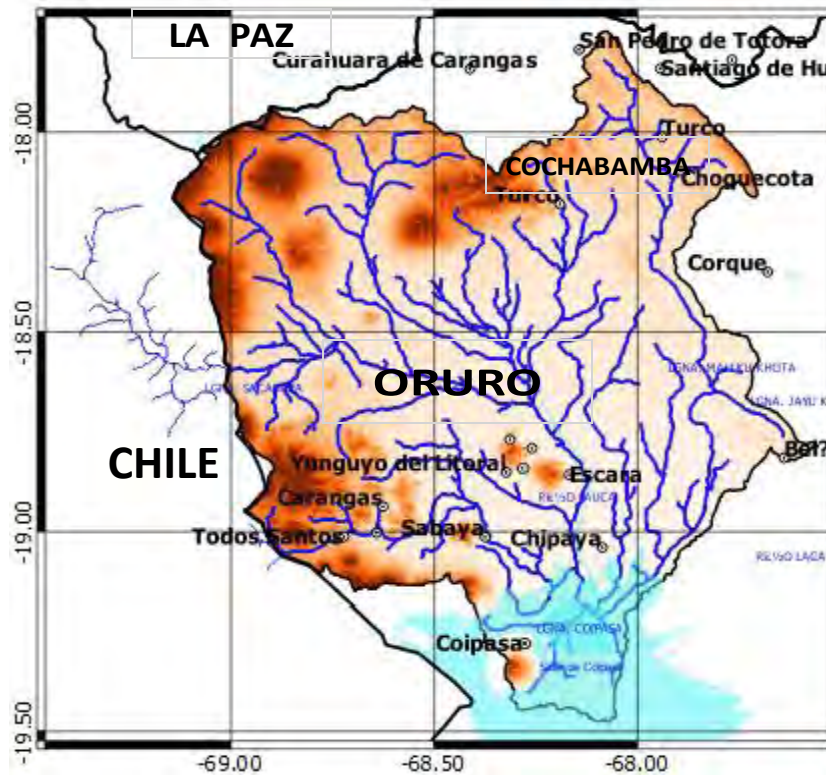 LA PAZ
San Pedro de Totora
Curahuara de Carangas
Santiago de Hu
-18.00
Turco
COCHABAMBA
Choquecota
Turco
Corque
-18.50
ORURO
CHILE
Yunguyo del Litoral
Escara
Carangas
-19.00
Todos Santos
Sabaya
Chipaya
LGNA. COIPASA
Coipasa
-19.50
-69.00
-68.50
-68.00